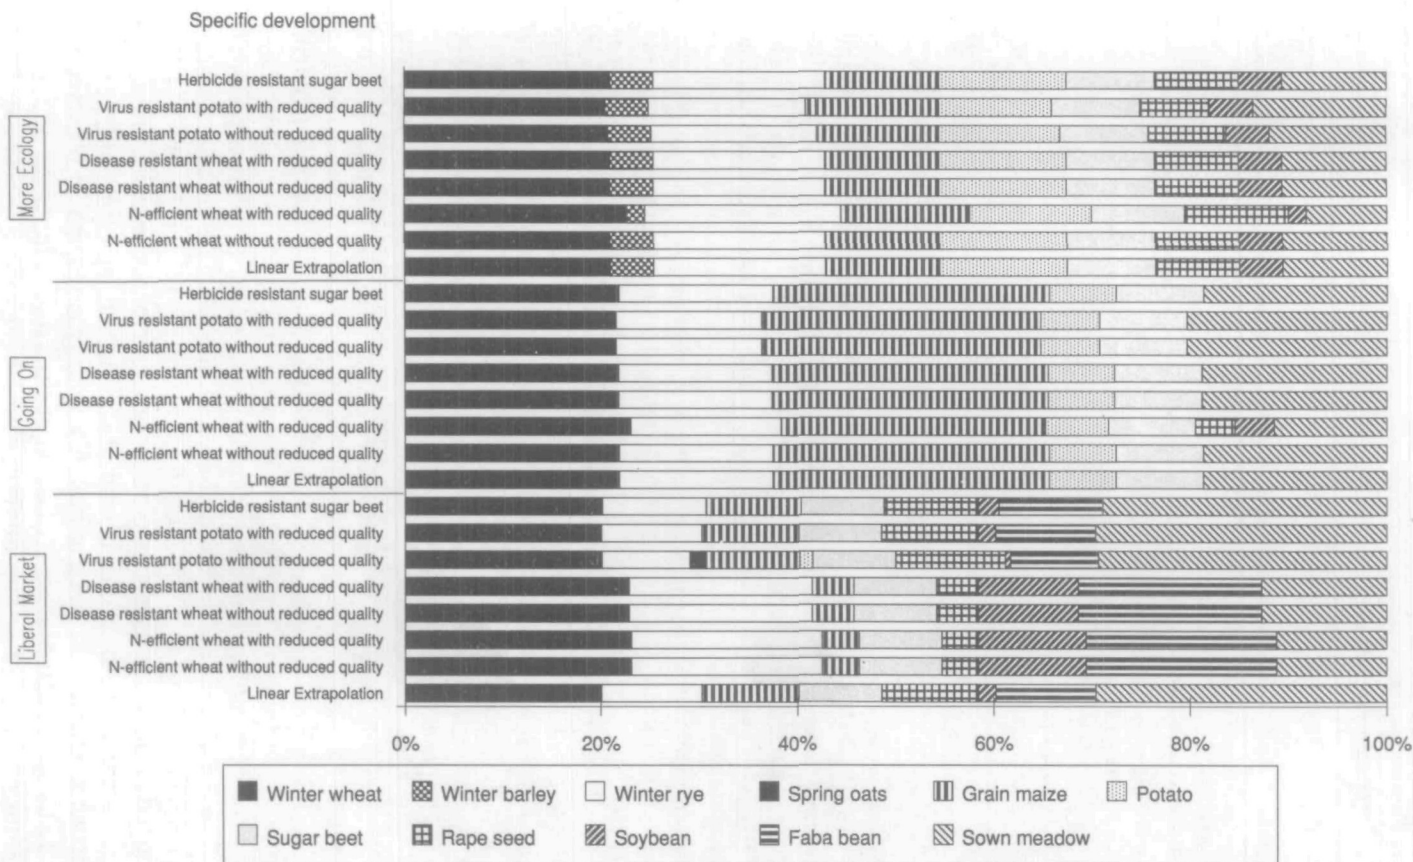 Specific development
More Ecology
Herbicide resistant sugar beet
Virus resistant potato with reduced quality
Virus resistant potato without reduced quality
Disease resistant wheat with reduced quality
Disease resistant wheat without reduced quality
N-efficient wheat with reduced quality
N-efficient wheat without reduced quality
Linear Extrapolation
Going On
Herbicide resistant sugar beet
Virus resistant potato with reduced quality
Virus resistant potato without reduced quality
Disease resistant wheat with reduced quality
Disease resistant wheat without reduced quality
N-efficient wheat with reduced quality
N-efficient wheat without reduced quality
Linear Extrapolation
Liberal Market
Herbicide resistant sugar beet
Virus resistant potato with reduced quality
Virus resistant potato without reduced quality
Disease resistant wheat with reduced quality
Disease resistant wheat without reduced quality
N-efficient wheat with reduced quality
N-efficient wheat without reduced quality
Linear Extrapolation
0% 20% 40% 60% 80% 100%
Winter wheat Winter barley Winter rye Spring oats Grain maize Potato
Sugar beet Rape seed Soybean Faba bean Sown meadow